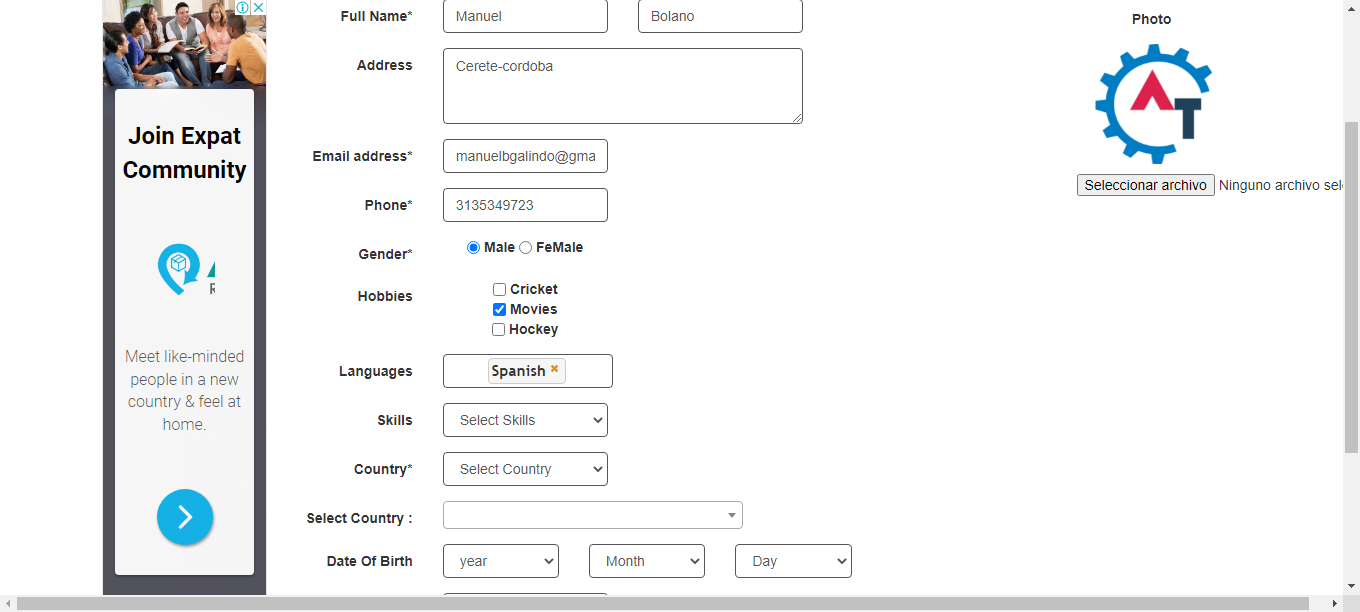 Join Expat
Community
Meet like-minded
people in a new
country & feel at
home.
Full Name* Manuel Bolano
Address Cerete-cordoba
Email address* manuelbgalindo@gma
Phone* 3135349723
Gender* Male FeMale
Hobbies Cricket
Movies
Hockey
Languages Spanish
Skills Select Skills
Country* Select Country
Select Country :
Date Of Birth year Month Day
Photo
AT
Seleccionar archivo Ninguno archivo sel